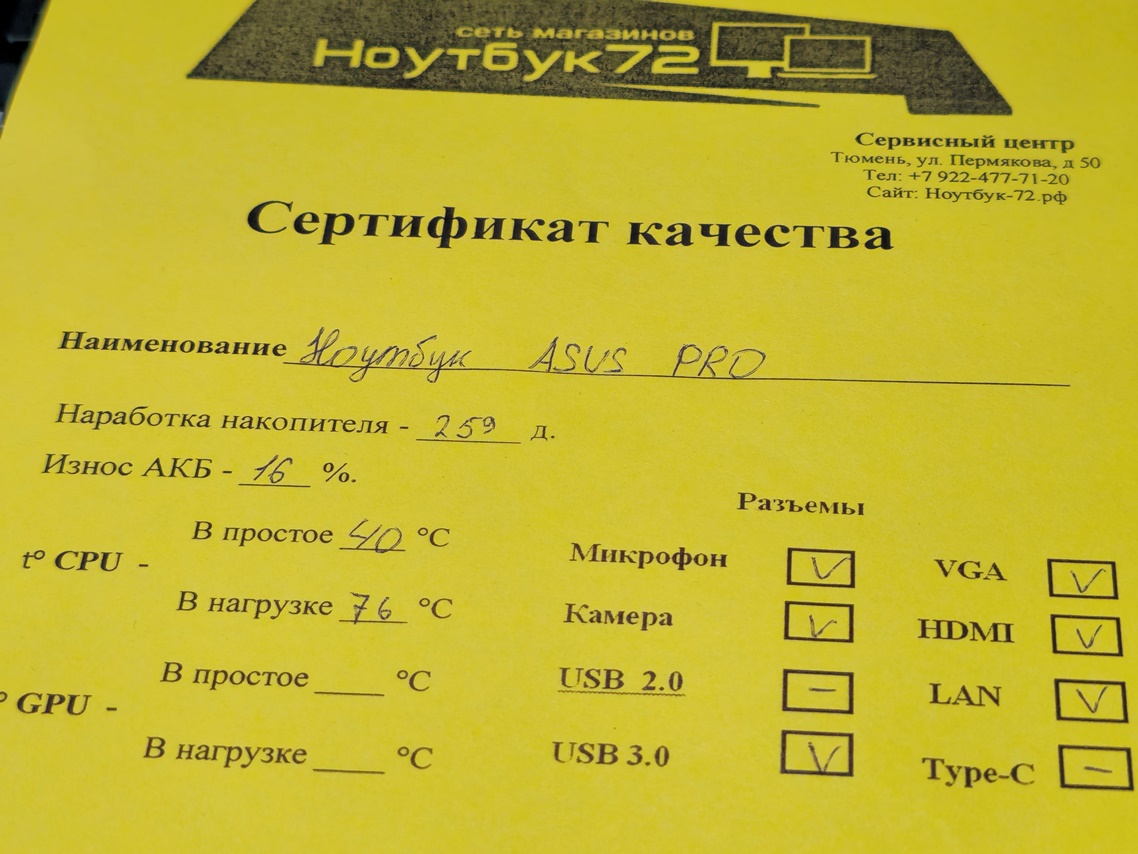 сеть магазинов
Ноутбук72
Сервисный центр
Тюмень, ул. Пермякова, д 50
Тел: +7 922-477-71-20
Сайт: Ноутбук-72.рф
Сертификат качества
Наименование Ноутбук ASUS PRO
Наработка накопителя - 259 д.
Износ АКБ - 16 %.
t° CPU -
В простое 40 °C
В нагрузке 76 °C
° GPU -
В простое ____ °C
В нагрузке ____ °C
Разъемы
Микрофон V
Камера V
USB 2.0 –
USB 3.0 V
VGA V
HDMI V
LAN V
Type-C –